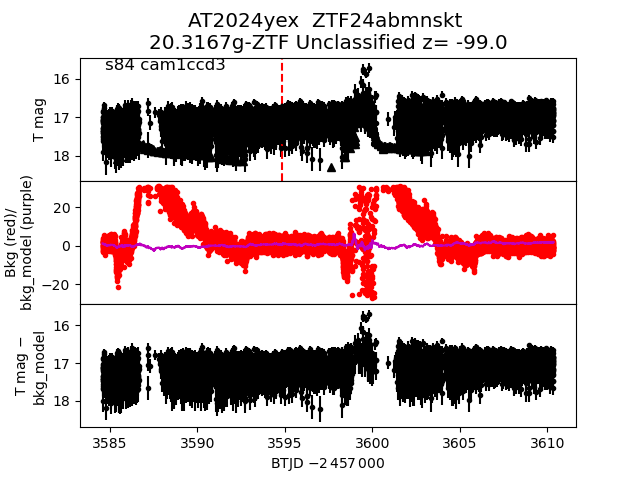 AT2024yex  ZTF24abmnskt
20.3167g-ZTF Unclassified z= -99.0
s84 cam1ccd3
T mag
16
17
18
Bkg (red)/
bkg_model (purple)
20
0
−20
T mag −
bkg_model
16
17
18
3585 3590 3595 3600 3605 3610
BTJD −2 457 000